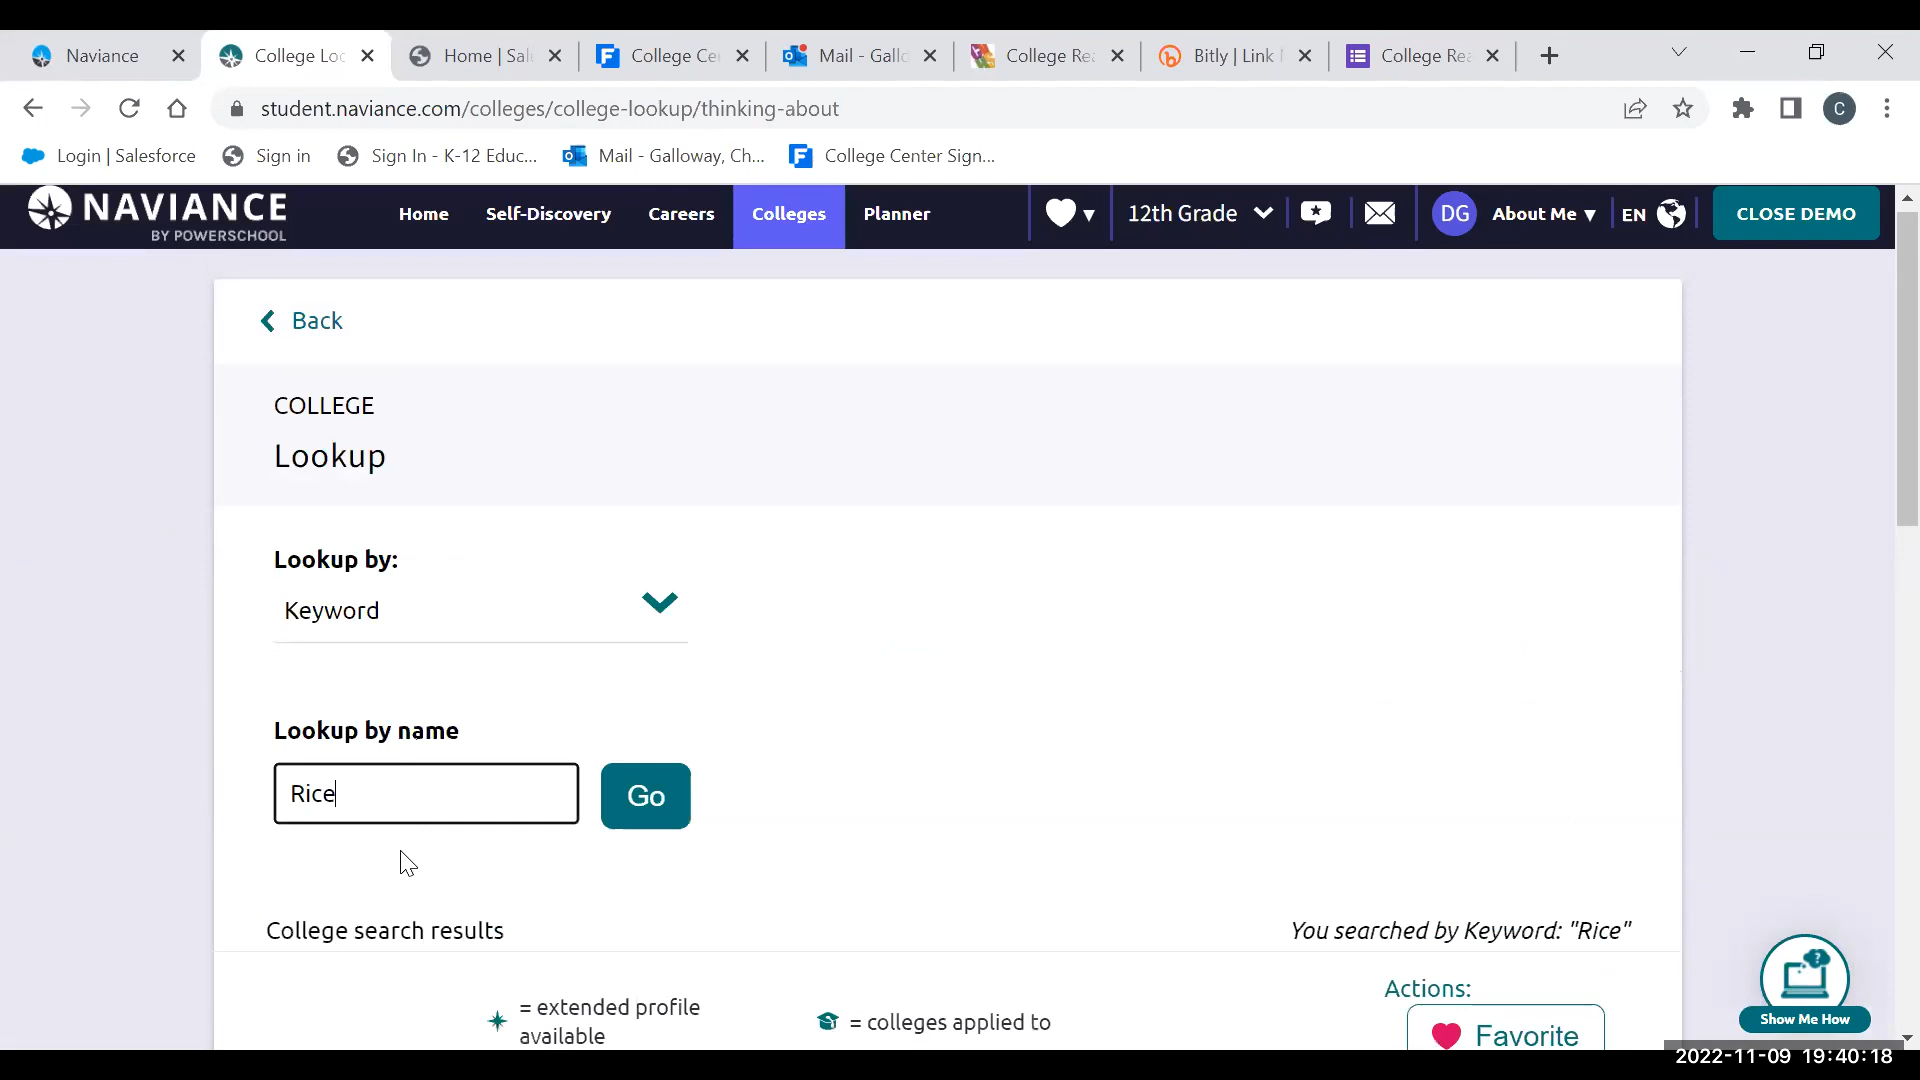 Naviance
College Loo
Home | Sal
College Ce
Mail - Gallo
College Rea
Bitly | Link
College Rea
student.naviance.com/colleges/college-lookup/thinking-about
C
Login | Salesforce
Sign in
Sign In - K-12 Educ...
Mail - Galloway, Ch...
College Center Sign...
NAVIANCE
BY POWERSCHOOL
Home
Self-Discovery
Careers
Colleges
Planner
12th Grade
DG
About Me
EN
CLOSE DEMO
Back
COLLEGE
Lookup
Lookup by:
Keyword
Lookup by name
Rice
Go
College search results
You searched by Keyword: "Rice"
= extended profile
available
= colleges applied to
Actions:
Favorite
Show Me How
2022-11-09 19:40:18